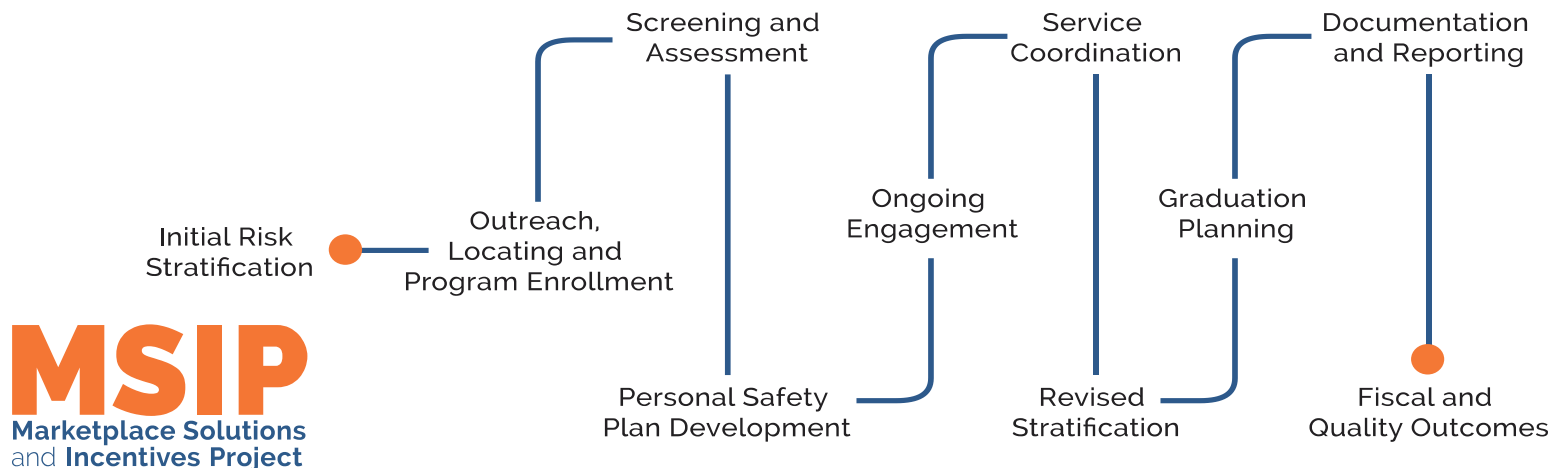 Initial Risk
Stratification
Outreach,
Locating and
Program Enrollment
Screening and
Assessment
Personal Safety
Plan Development
Ongoing
Engagement
Service
Coordination
Revised
Stratification
Graduation
Planning
Documentation
and Reporting
Fiscal and
Quality Outcomes
MSIP
Marketplace Solutions
and Incentives Project